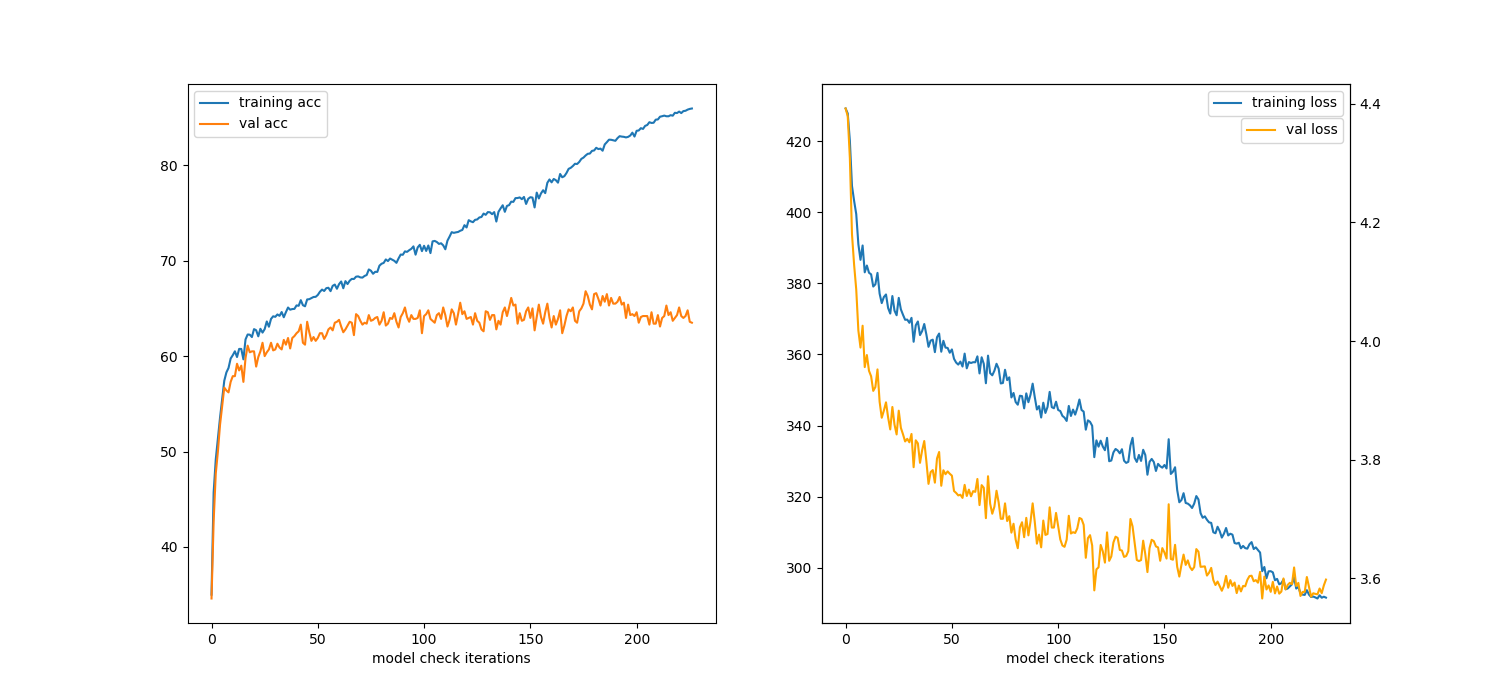 training acc
val acc
80
70
60
50
40
0 50 100 150 200
model check iterations
training loss
val loss
420
400
380
360
340
320
300
4.4
4.2
4.0
3.8
3.6
0 50 100 150 200
model check iterations